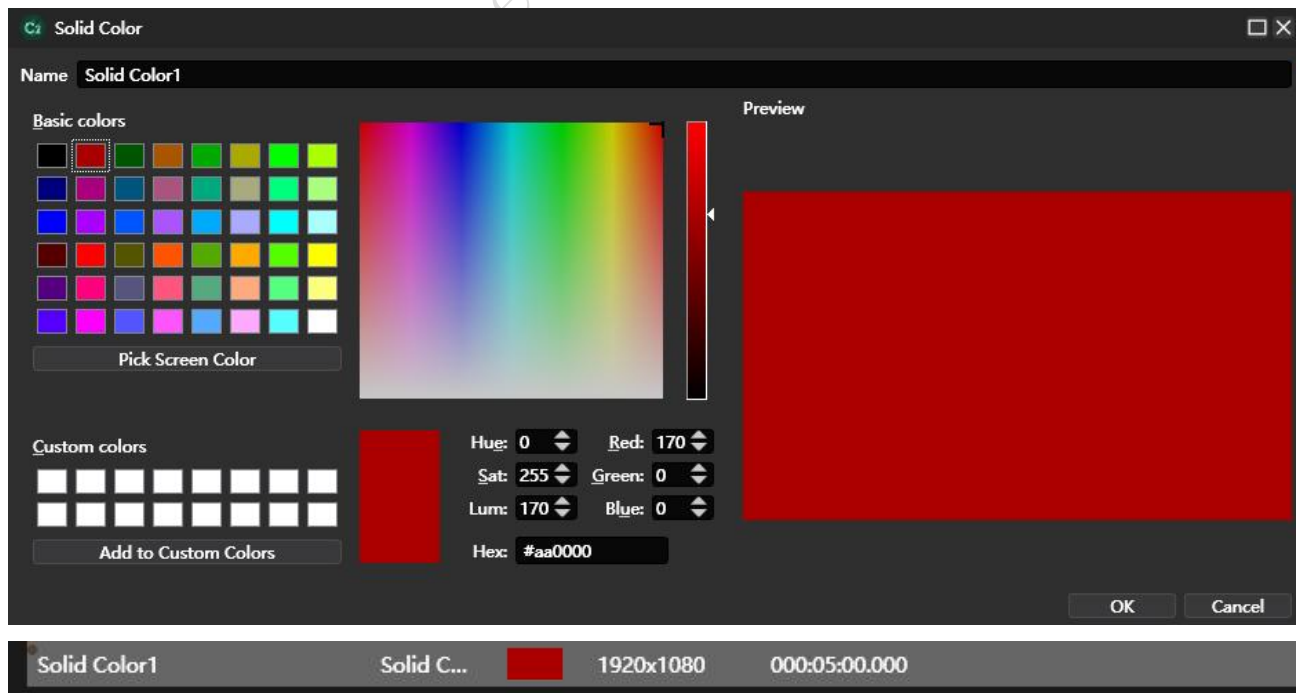 C2 Solid Color
Name Solid Color1
Basic colors
Preview
Pick Screen Color
Custom colors
Hue: 0 Red: 170
Sat: 255 Green: 0
Lum: 170 Blue: 0
Add to Custom Colors
Hex: #aa0000
OK Cancel
Solid Color1 Solid C... 1920x1080 000:05:00.000